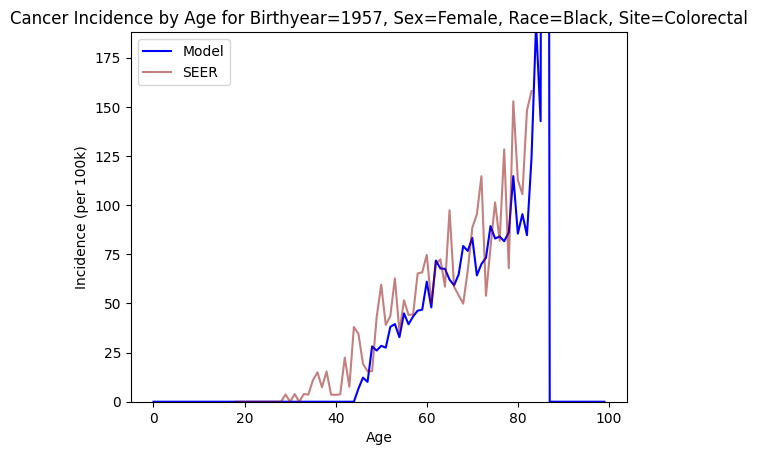 Cancer Incidence by Age for Birthyear=1957, Sex=Female, Race=Black, Site=Colorectal
Model
SEER
Incidence (per 100k)
175
150
125
100
75
50
25
0
0 20 40 60 80 100
Age